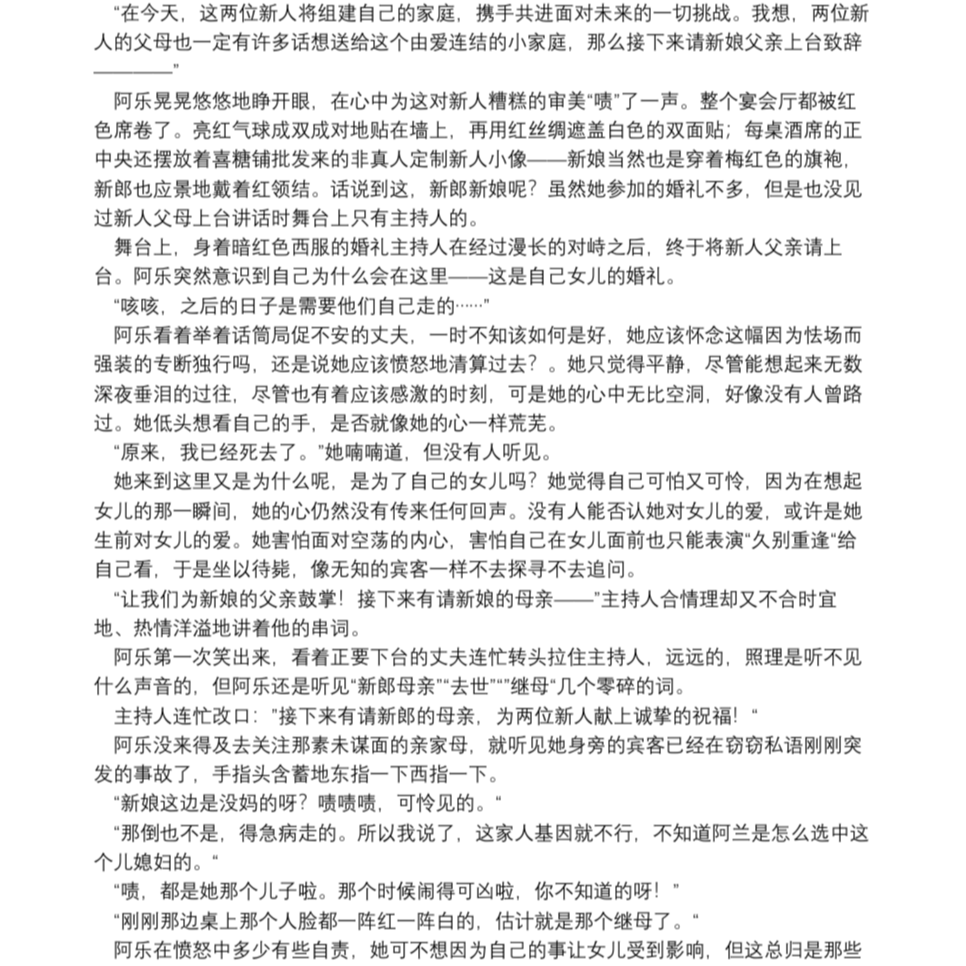 “在今天，这两位新人将组建自己的家庭，携手共进面对未来的一切挑战。我想，两位新
人的父母也一定有许多话想送给这个由爱连结的小家庭，那么接下来请新娘父亲上台致辞
————”
阿乐晃晃悠悠地睁开眼，在心中为这对新人糟糕的审美“啧”了一声。整个宴会厅都被红
色席卷了。亮红气球成双成对地贴在墙上，再用红丝绸遮盖白色的双面贴；每桌酒席的正
中央还摆放着喜糖铺批发来的非真人定制新人小像——新娘当然也是穿着梅红色的旗袍，
新郎也应景地戴着红领结。话说到这，新郎新娘呢？虽然她参加的婚礼不多，但是也没见
过新人父母上台讲话时舞台上只有主持人的。
舞台上，身着暗红色西服的婚礼主持人在经过漫长的对峙之后，终于将新人父亲请上
台。阿乐突然意识到自己为什么会在这里——这是自己女儿的婚礼。
“咳咳，之后的日子是需要他们自己走的……”
阿乐看着举着话筒局促不安的丈夫，一时不知该如何是好，她应该怀念这幅因为怯场而
强装的专断独行吗，还是说她应该愤怒地清算过去？。她只觉得平静，尽管能想起来无数
深夜垂泪的过往，尽管也有着应该感激的时刻，可是她的心中无比空洞，好像没有人曾路
过。她低头想看自己的手，是否就像她的心一样荒芜。
“原来，我已经死去了。”她喃喃道，但没有人听见。
她来到这里又是为什么呢，是为了自己的女儿吗？她觉得自己可怕又可怜，因为在想起
女儿的那一瞬间，她的心仍然没有传来任何回声。没有人能否认她对女儿的爱，或许是她
生前对女儿的爱。她害怕面对空荡的内心，害怕自己在女儿面前也只能表演“久别重逢“给
自己看，于是坐以待毙，像无知的宾客一样不去探寻不去追问。
“让我们为新娘的父亲鼓掌！接下来有请新娘的母亲——”主持人合情理却又不合时宜
地、热情洋溢地讲着他的串词。
阿乐第一次笑出来，看着正要下台的丈夫连忙转头拉住主持人，远远的，照理是听不见
什么声音的，但阿乐还是听见“新郎母亲”“去世”“”继母“几个零碎的词。
主持人连忙改口：”接下来有请新郎的母亲，为两位新人献上诚挚的祝福！“
阿乐没来得及去关注那素未谋面的亲家母，就听见她身旁的宾客已经在窃窃私语刚刚突
发的事故了，手指头含蓄地东指一下西指一下。
“新娘这边是没妈的呀？啧啧啧，可怜见的。“
“那倒也不是，得急病走的。所以我说了，这家人基因就不行，不知道阿兰是怎么选中这
个儿媳妇的。“
“啧，都是她那个儿子啦。那个时候闹得可凶啦，你不知道的呀！”
“刚刚那边桌上那个人脸都一阵红一阵白的，估计就是那个继母了。“
阿乐在愤怒中多少有些自责，她可不想因为自己的事让女儿受到影响，但这总归是那些